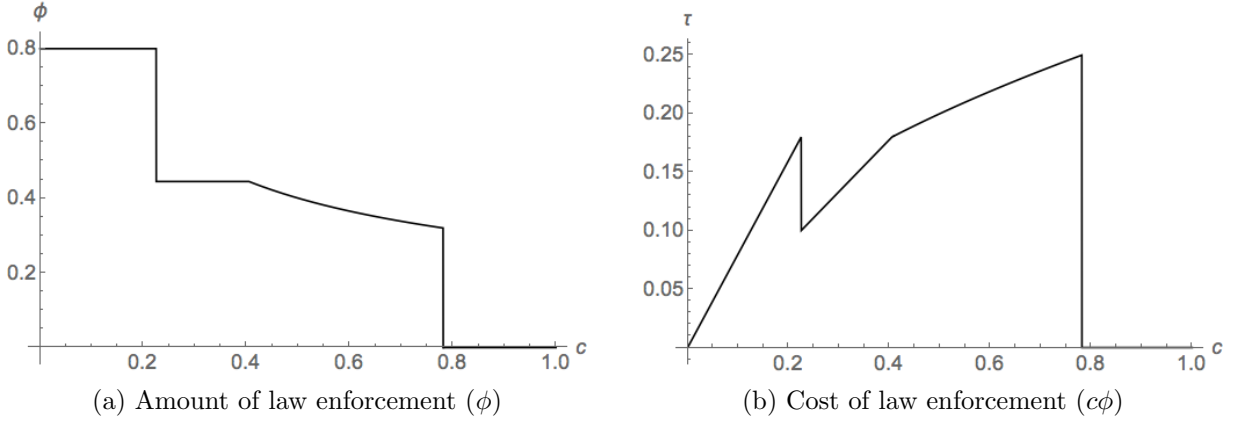 ϕ
0.8
0.6
0.4
0.2
0.2 0.4 0.6 0.8 1.0 c
(a) Amount of law enforcement (ϕ)
τ
0.25
0.20
0.15
0.10
0.05
0.2 0.4 0.6 0.8 1.0 c
(b) Cost of law enforcement (cϕ)